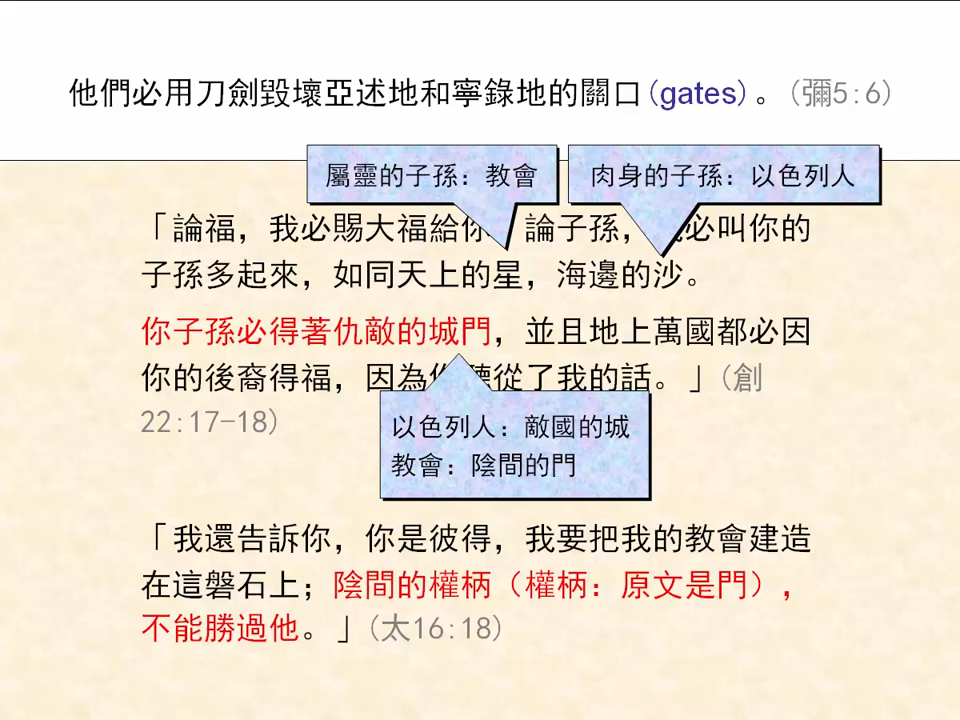 他們必用刀劍毀壞亞述地和寧錄地的關口(gates)。(彌5:6)
屬靈的子孫：教會
肉身的子孫：以色列人
「論福，我必賜大福給你 論子孫， 必叫你的
子孫多起來，如同天上的星，海邊的沙。
你子孫必得著仇敵的城門，並且地上萬國都必因
你的後裔得福，因為 從了我的話。」(創
22:17-18)
以色列人：敵國的城
教會：陰間的門
「我還告訴你，你是彼得，我要把我的教會建造
在這磐石上；陰間的權柄（權柄：原文是門），
不能勝過他。」(太16:18)